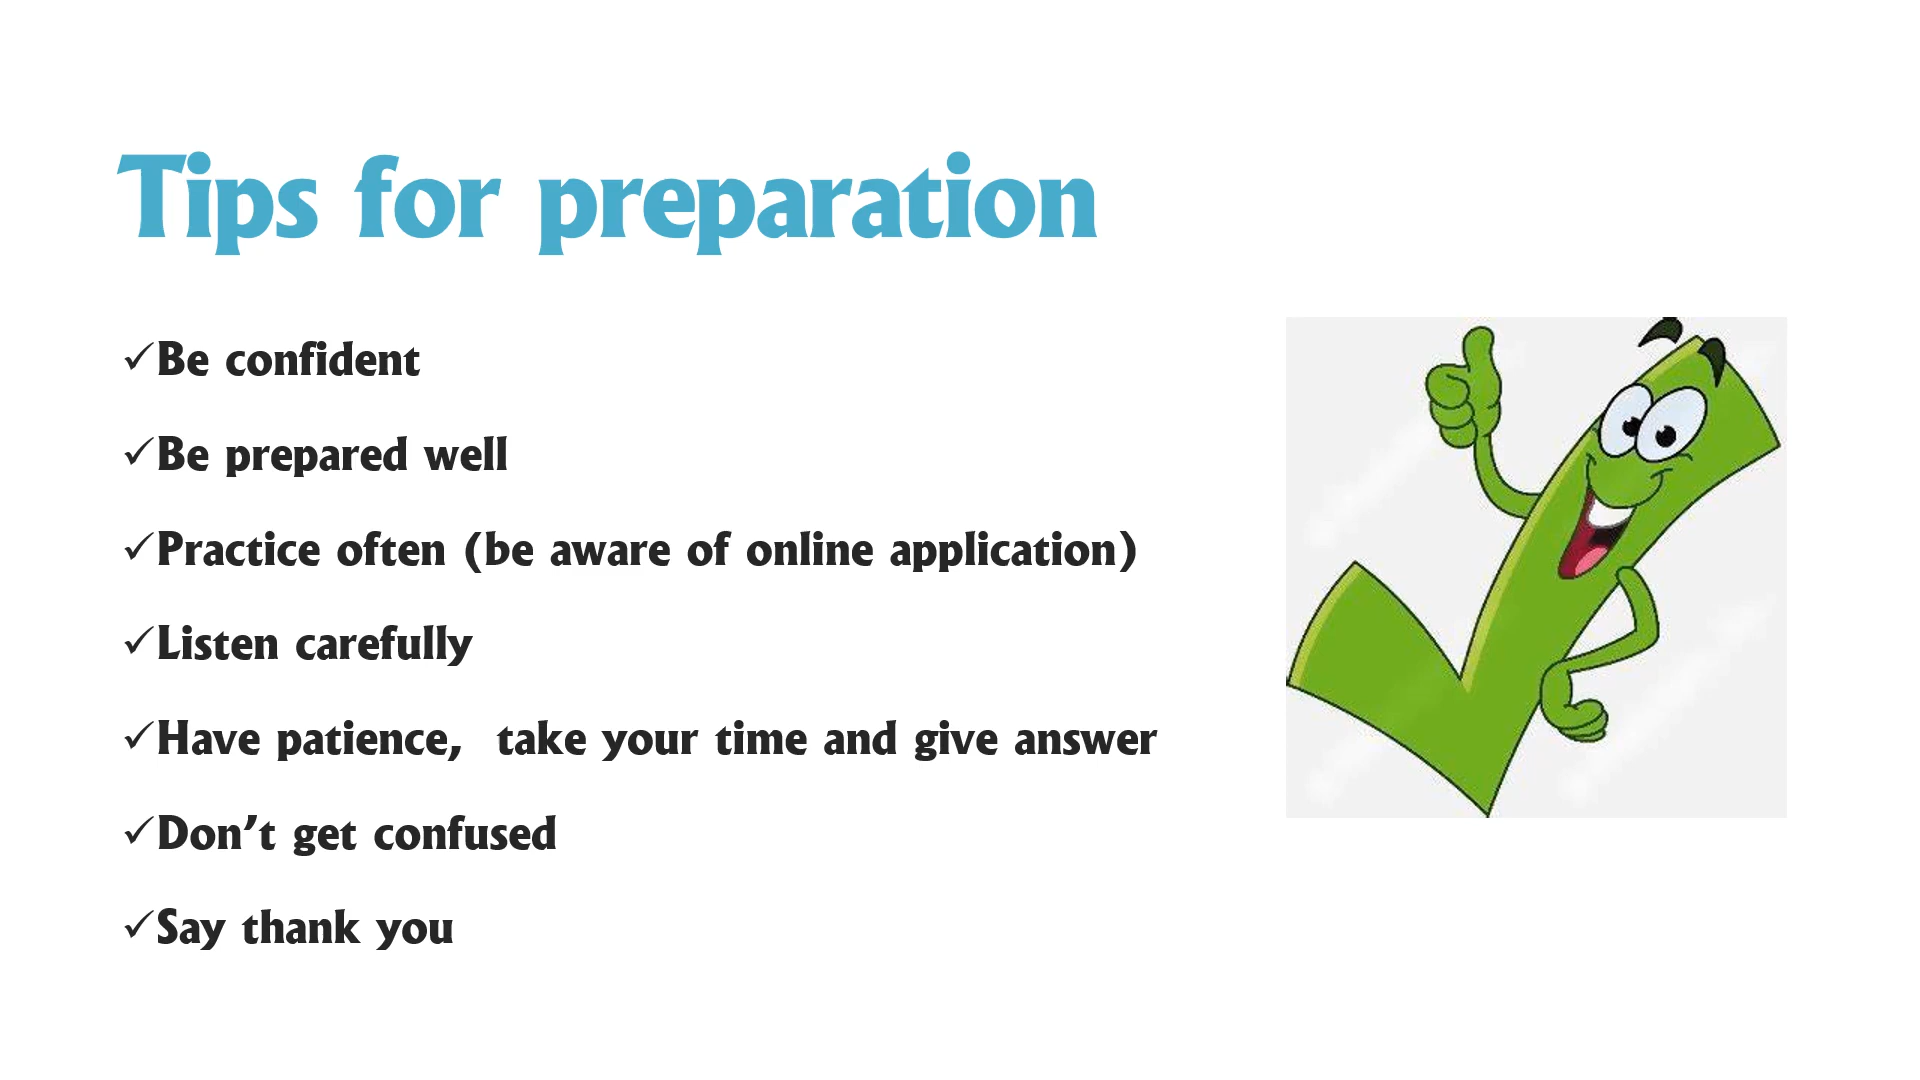 Tips for preparation
✓Be confident
✓Be prepared well
✓Practice often (be aware of online application)
✓Listen carefully
✓Have patience,  take your time and give answer
✓Don’t get confused
✓Say thank you